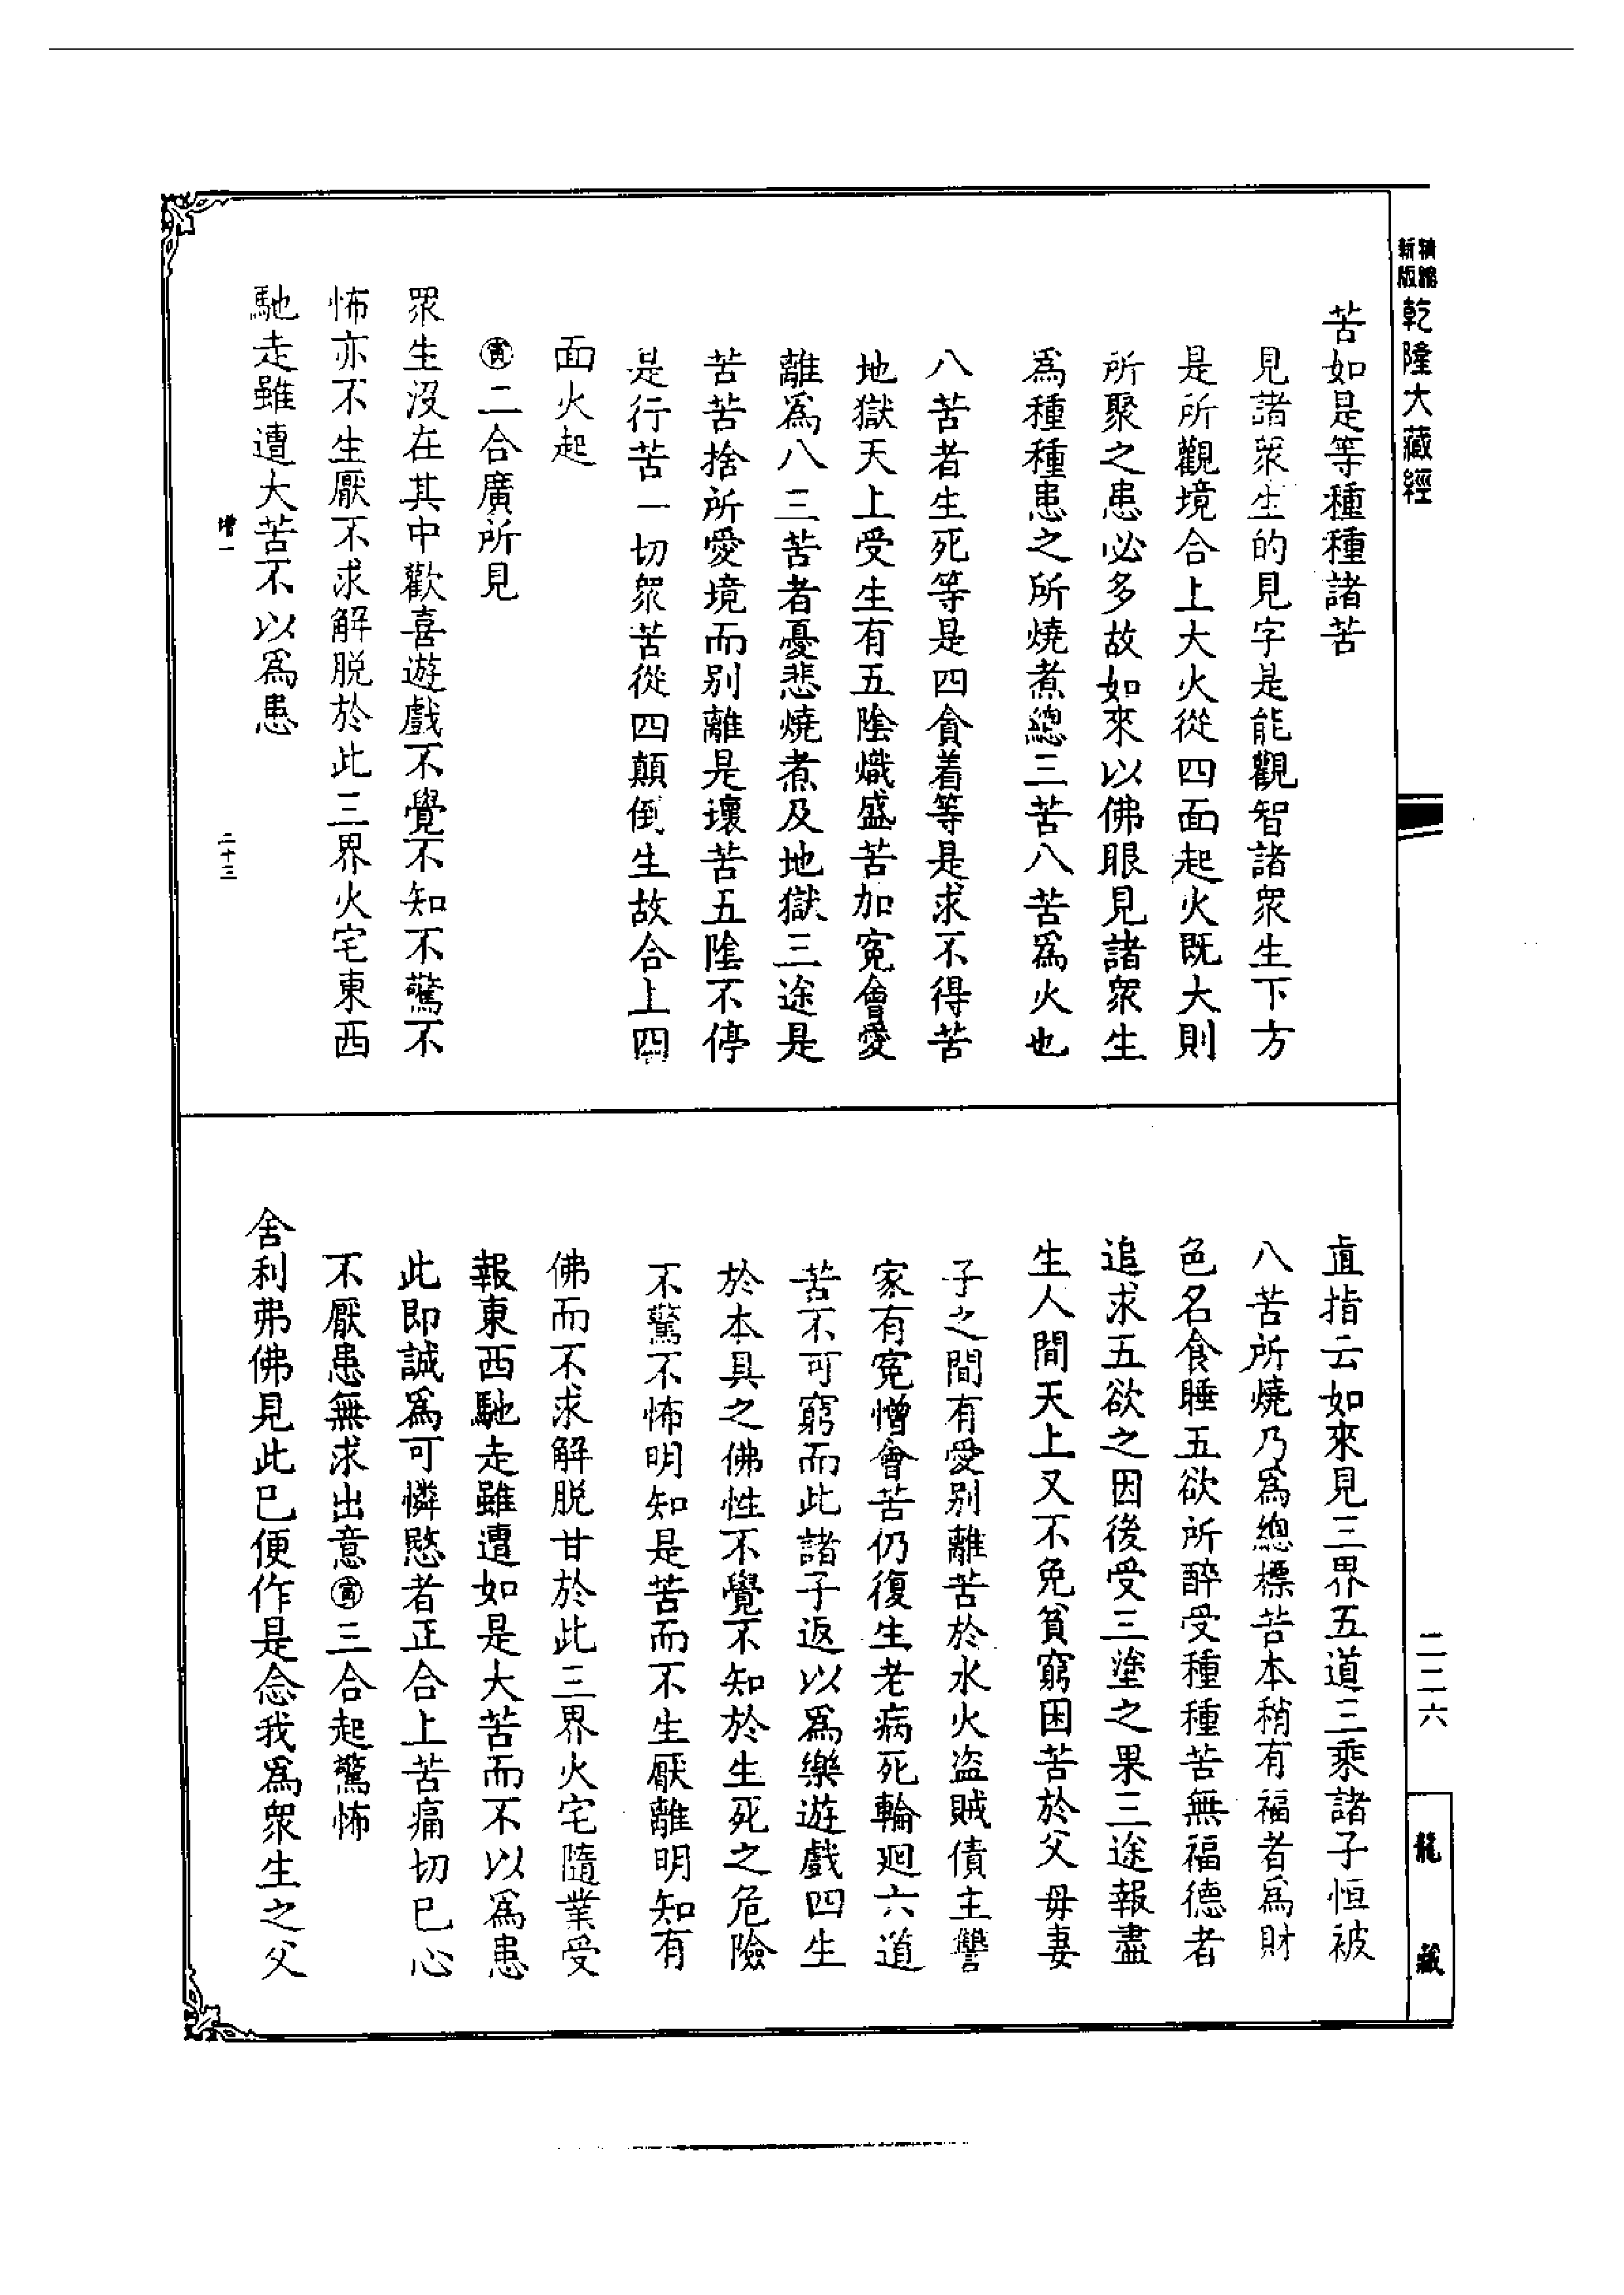 精縮新版
乾隆大藏經
苦如是等種種諸苦
見諸衆生的見字是能觀智諸衆生下方
是所觀境合上大火從四面起火既大則
所聚之患必多故如來以佛眼見諸衆生
爲種種患之所燒煮總三苦八苦爲火也
八苦者生死等是四貪着等是求不得苦
地獄天上受生有五陰熾盛苦加寃會愛
離爲八三苦者憂悲燒煮及地獄三途是
苦苦捨所愛境而别離是壞苦五陰不停
是行苦一切衆苦從四顛倒生故合上四
面火起
㊞二合廣所見
衆生沒在其中歡喜遊戲不覺不知不驚不
怖亦不生厭不求解脱於此三界火宅東西
馳走雖遭大苦不以爲患
增一
二十三
直指云如來見三界五道三乘諸子恒被
八苦所燒乃爲總標苦本稍有福者爲財
色名食睡五欲所醉受種種苦無福德者
追求五欲之因後受三塗之果三途報盡
生人間天上又不免貧窮困苦於父母妻
子之間有愛别離苦於水火盗賊債主讐
家有寃憎會苦仍復生老病死輪廻六道
苦不可窮而此諸子返以爲樂遊戲四生
於本具之佛性不覺不知於生死之危險
不驚不怖明知是苦而不生厭離明知有
佛而不求解脱甘於此三界火宅隨業受
報東西馳走雖遭如是大苦而不以爲患
此即誠爲可憐愍者正合上苦痛切已心
不厭患無求出意㊞三合起驚怖
舍利弗佛見此已便作是念我爲衆生之父
二二六
龍藏